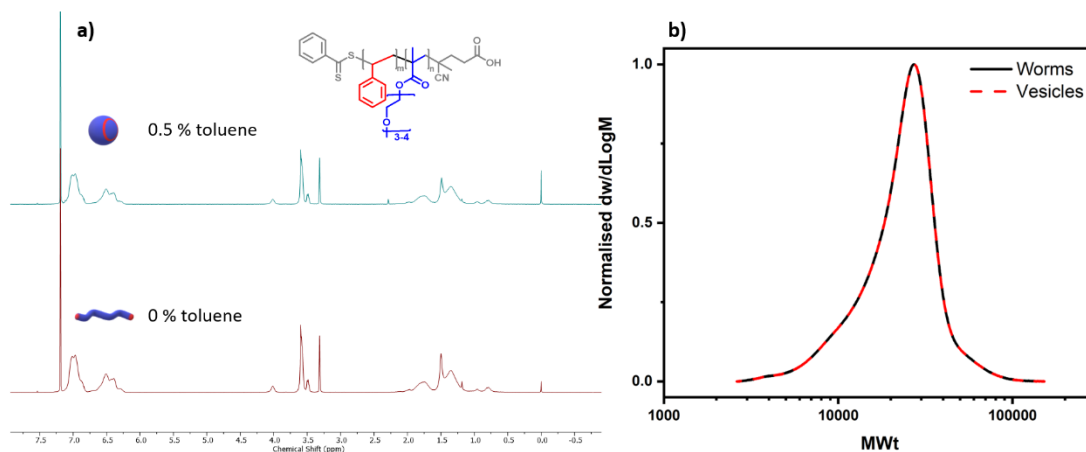 a)
0.5 % toluene
0 % toluene
S
S
m
n
O
O
O
3-4
CN
O
OH
7.5 7.0 6.5 6.0 5.5 5.0 4.5 4.0 3.5 3.0 2.5 2.0 1.5 1.0 0.5 0.0 -0.5
Chemical Shift (ppm)
b)
Worms
Vesicles
Normalised dw/dLogM
1.0
0.5
0.0
1000 10000 100000
MWt